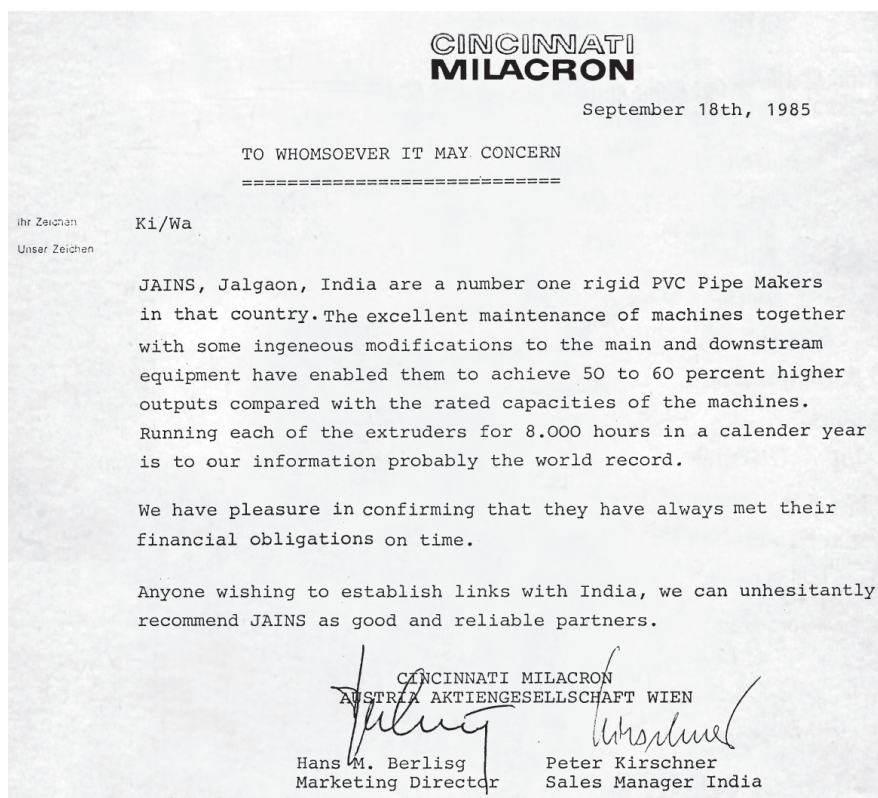 CINCINNATI
MILACRON
September 18th, 1985
TO WHOMSOEVER IT MAY CONCERN
============================
Ihr Zeichen
Ki/Wa
Unser Zeichen
JAINS, Jalgaon, India are a number one rigid PVC Pipe Makers
in that country. The excellent maintenance of machines together
with some ingeneous modifications to the main and downstream
equipment have enabled them to achieve 50 to 60 percent higher
outputs compared with the rated capacities of the machines.
Running each of the extruders for 8.000 hours in a calender year
is to our information probably the world record.
We have pleasure in confirming that they have always met their
financial obligations on time.
Anyone wishing to establish links with India, we can unhesitantly
recommend JAINS as good and reliable partners.
CINCINNATI MILACRON
AUSTRIA AKTIENGESELLSCHAFT WIEN
Kirschner
Hans M. Berlisg Peter Kirschner
Marketing Director Sales Manager India